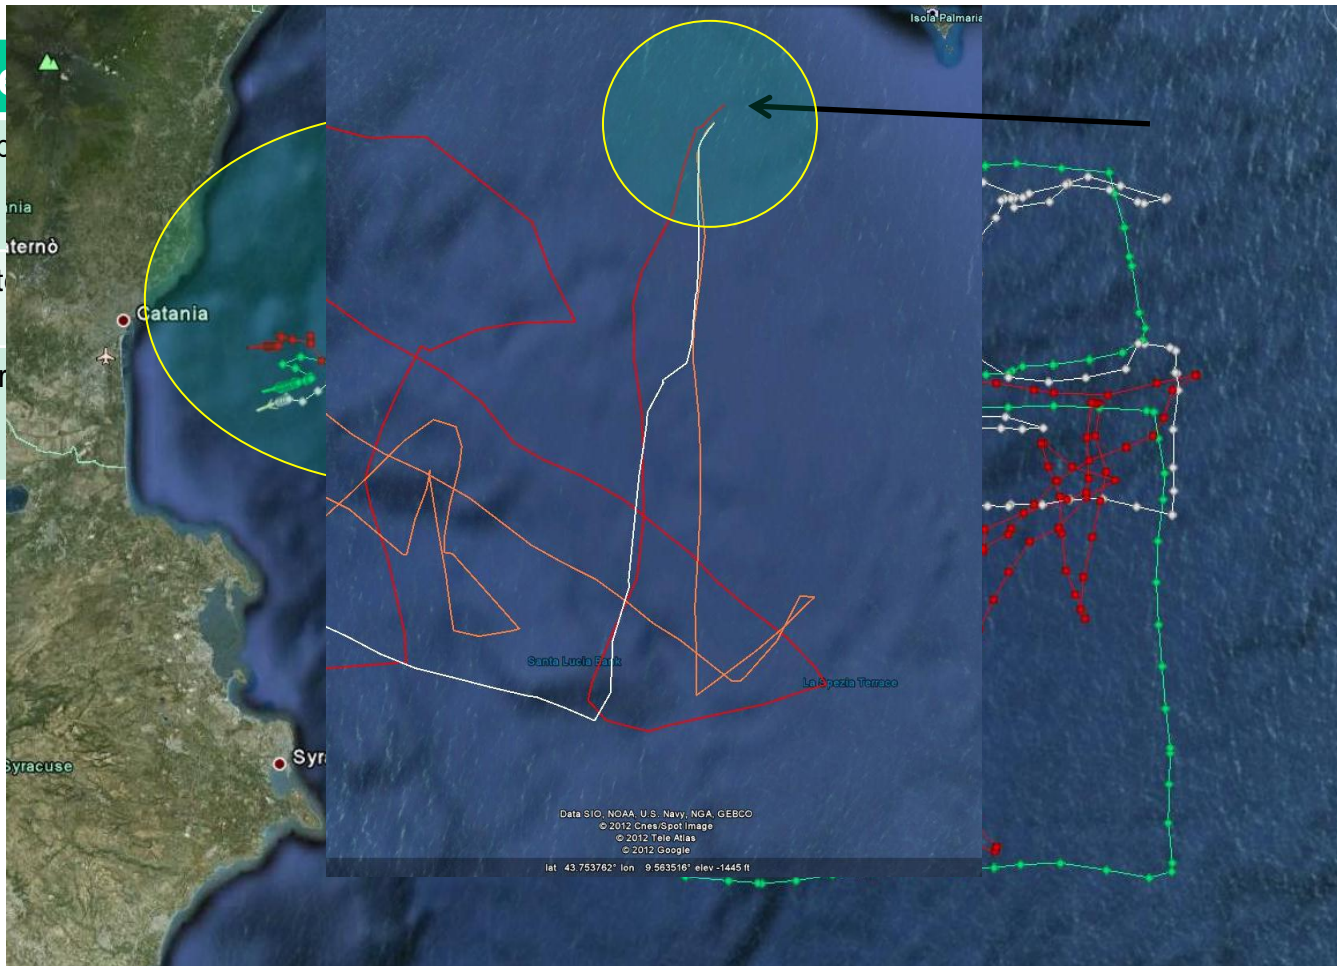 Isola Palmaria
ania
aternò
Catania
Santa Lucia Bank
La Spezia Terrace
Syr
Syracuse
Data SIO, NOAA, U.S. Navy, NGA, GEBCO
© 2012 Cnes/Spot Image
© 2012 Tele Atlas
© 2012 Google
lat 43.753762° lon 9.563516° elev -1445 ft